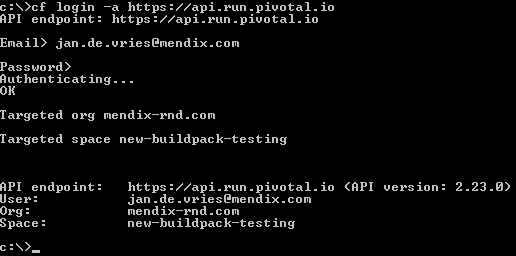 c:\>cf login -a https://api.run.pivotal.io
API endpoint: https://api.run.pivotal.io
Email> jan.de.vries@mendix.com
Password>
Authenticating...
OK
Targeted org mendix-rnd.com
Targeted space new-buildpack-testing
API endpoint:   https://api.run.pivotal.io (API version: 2.23.0)
User:           jan.de.vries@mendix.com
Org:            mendix-rnd.com
Space:          new-buildpack-testing
c:\>_